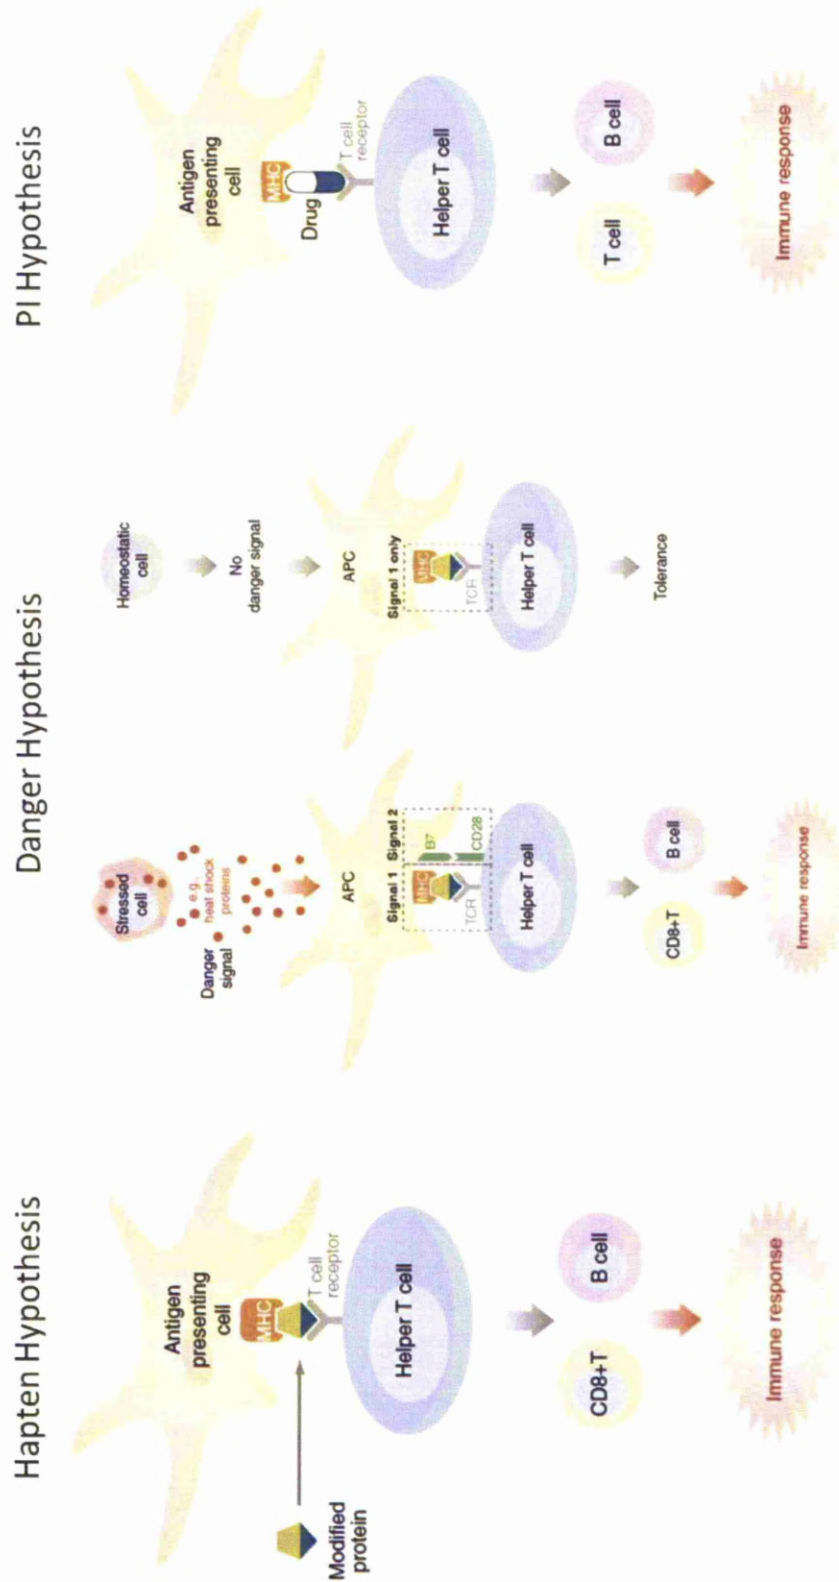 Hapten Hypothesis
Antigen
presenting
cell
MHC
T cell
receptor
Modified
protein
Helper T cell
CD8+T
B cell
Immune response
Danger Hypothesis
Stressed
cell
e.g.
heat shock
proteins
Danger
signal
APC
Signal 1
Signal 2
MHC
B7
TCR
CD28
Helper T cell
CD8+T
B cell
Immune response
Homeostatic
cell
No
danger signal
APC
Signal 1 only
MHC
TCR
Helper T cell
Tolerance
PI Hypothesis
Antigen
presenting
cell
MHC
Drug
T cell
receptor
Helper T cell
T cell
B cell
Immune response